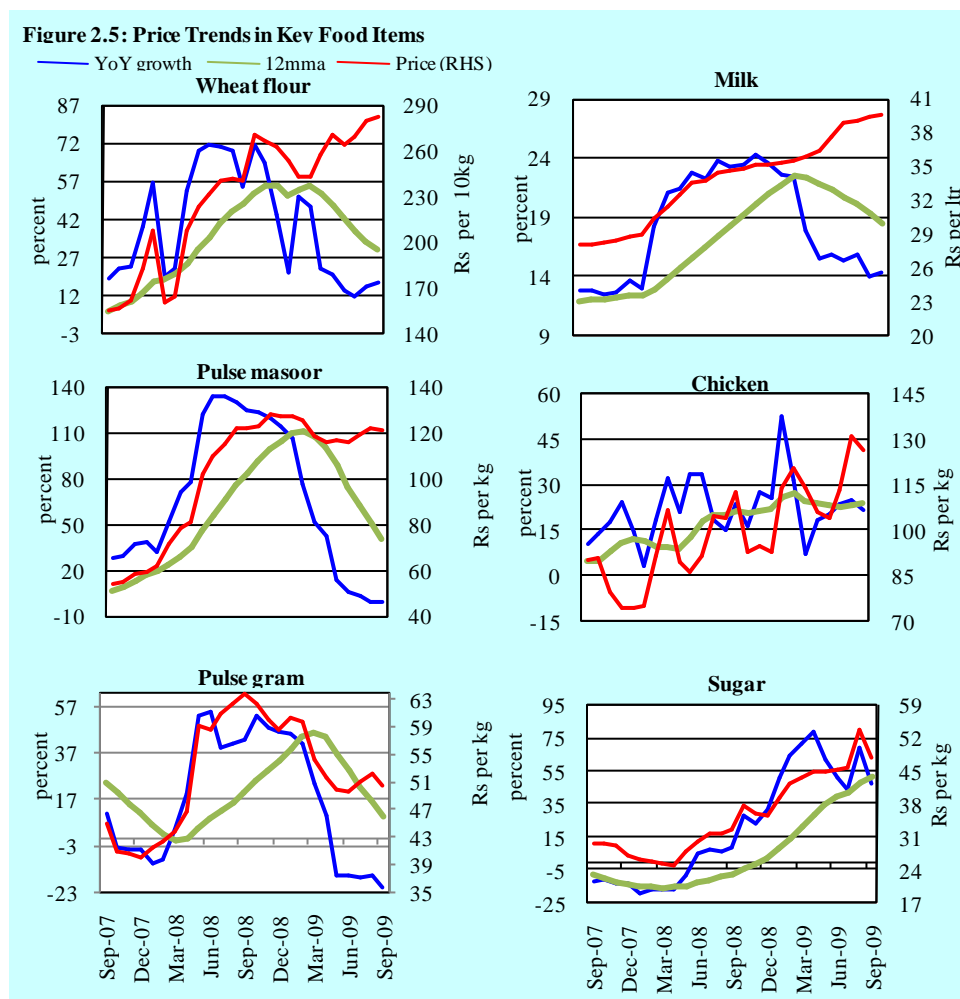 Figure 2.5: Price Trends in Key Food Items
YoY growth 12mma Price (RHS)
Wheat flour
87
72
57
42
27
12
-3
percent
290
260
230
200
170
140
Rs per 10kg
Milk
29
24
19
14
9
percent
41
38
35
32
29
26
23
20
Rs per ltr
Pulse masoor
140
110
80
50
20
-10
percent
140
120
100
80
60
40
Rs per kg
Chicken
60
45
30
15
0
-15
percent
145
130
115
100
85
70
Rs per kg
Pulse gram
57
37
17
-3
-23
percent
63
59
55
51
47
43
39
35
Rs per kg
Sep-07
Dec-07
Mar-08
Jun-08
Sep-08
Dec-08
Mar-09
Jun-09
Sep-09
Sugar
95
75
55
35
15
-5
-25
percent
59
52
45
38
31
24
17
Rs per kg
Sep-07
Dec-07
Mar-08
Jun-08
Sep-08
Dec-08
Mar-09
Jun-09
Sep-09